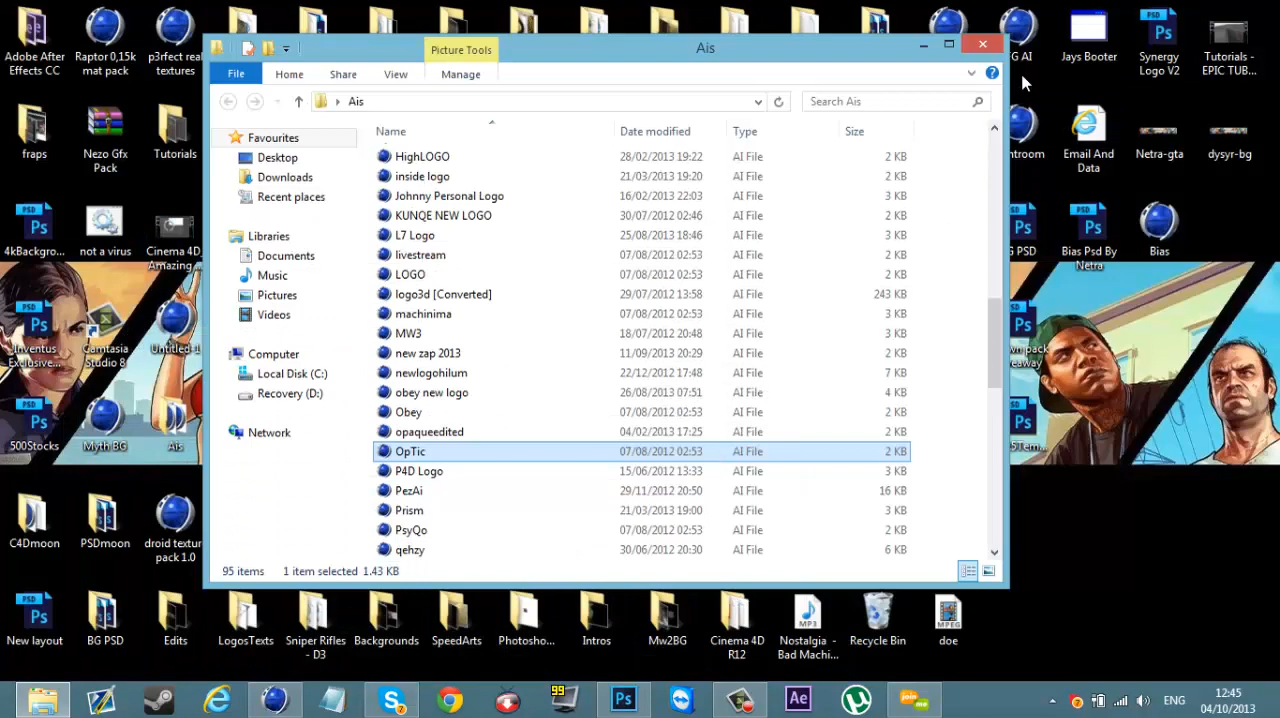 Adobe After
Effects CC
Raptor 0,15k
mat pack
p3rfect real
textures
Picture Tools
Ais
G AI
Jays Booter
Synergy
Logo V2
Tutorials -
EPIC TUB...
File
Home
Share
View
Manage
Ais
Search Ais
fraps
Nezo Gfx
Pack
Tutorials
ntroom
Email And
Data
Netra-gta
dysyr-bg
Favourites
Desktop
Downloads
Recent places
Libraries
Documents
Music
Pictures
Videos
Computer
Local Disk (C:)
Recovery (D:)
Network
Name Date modified Type Size
HighLOGO 28/02/2013 19:22 AI File 2 KB
inside logo 21/03/2013 19:20 AI File 2 KB
Johnny Personal Logo 16/02/2013 22:03 AI File 3 KB
KUNQE NEW LOGO 30/07/2012 02:46 AI File 2 KB
L7 Logo 25/08/2013 18:46 AI File 3 KB
livestream 07/08/2012 02:53 AI File 2 KB
LOGO 07/08/2012 02:53 AI File 2 KB
logo3d [Converted] 29/07/2012 13:58 AI File 243 KB
machinima 07/08/2012 02:53 AI File 3 KB
MW3 18/07/2012 20:48 AI File 3 KB
new zap 2013 11/09/2013 20:29 AI File 3 KB
newlogohilum 22/12/2012 17:48 AI File 7 KB
obey new logo 26/08/2013 07:51 AI File 4 KB
Obey 07/08/2012 02:53 AI File 2 KB
opaqueedited 04/02/2013 17:25 AI File 2 KB
OpTic 07/08/2012 02:53 AI File 2 KB
P4D Logo 15/06/2012 13:33 AI File 3 KB
PezAi 29/11/2012 20:50 AI File 16 KB
Prism 21/03/2013 19:00 AI File 3 KB
PsyQo 07/08/2012 02:53 AI File 2 KB
qehzy 30/06/2012 20:30 AI File 6 KB
95 items 1 item selected 1.43 KB
4kBackgro...
not a virus
Cinema 4D
Amazing ...
PSD
Bias Psd By
Netra
Bias
Inventus
Exclusive...
Camtasia
Studio 8
Untitled-1
wn pack
eaway
500Stocks
Myth BG
Ais
C4Dmoon
PSDmoon
droid textur
pack 1.0
New layout
BG PSD
Edits
LogosTexts
Sniper Rifles
- D3
Backgrounds
SpeedArts
Photosho...
Intros
Mw2BG
Cinema 4D
R12
Nostalgia -
Bad Machi...
Recycle Bin
doe
99
ENG
12:45
04/10/2013